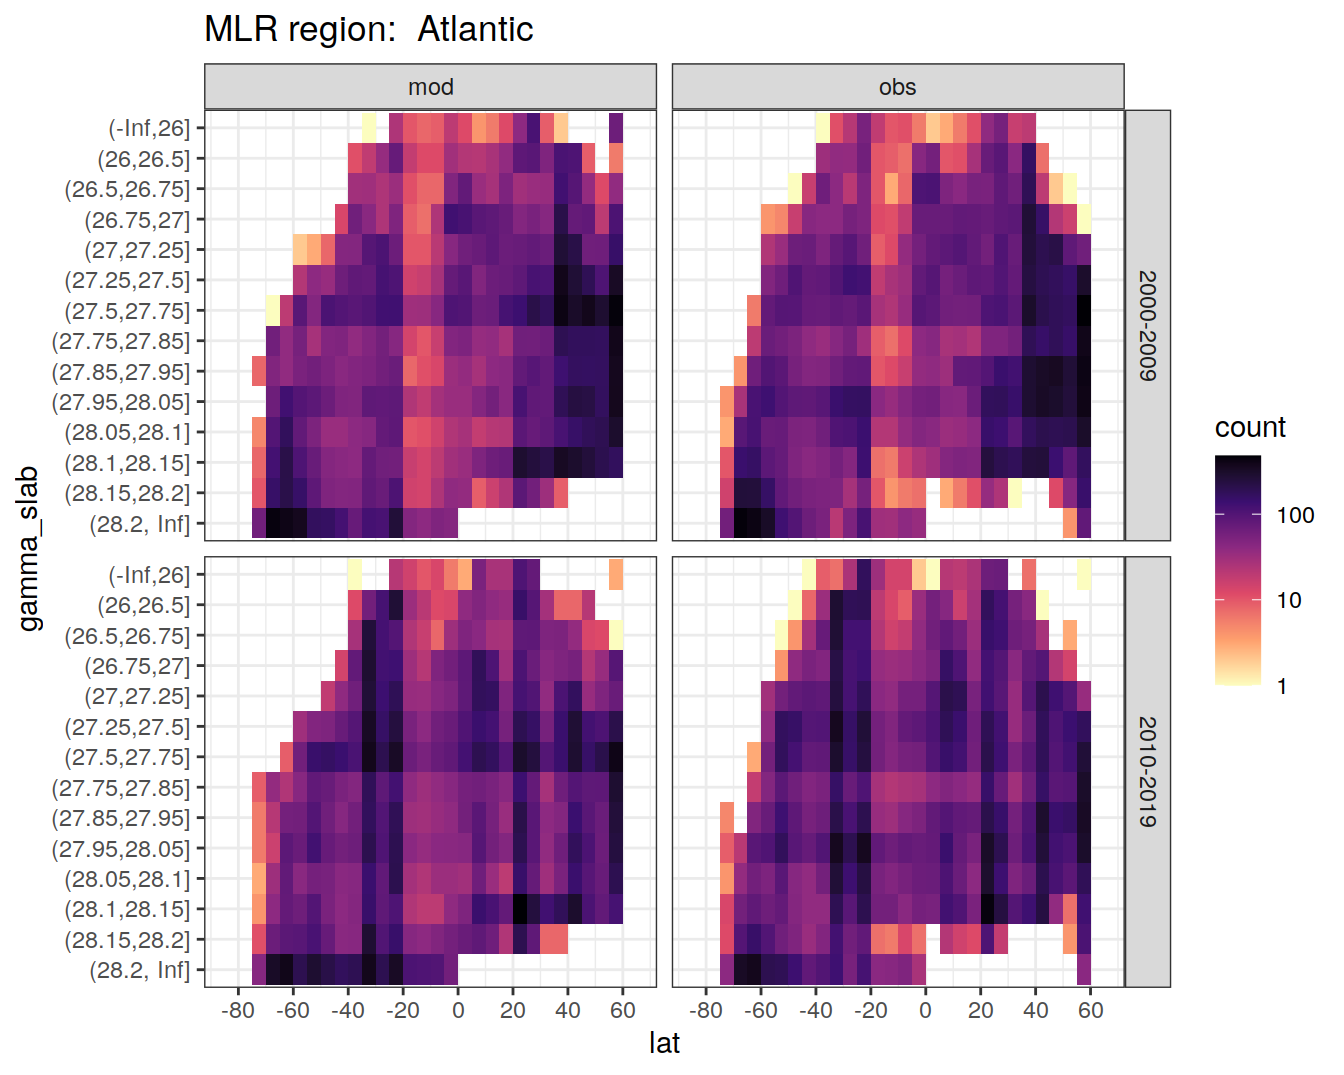 MLR region:  Atlantic
mod
obs
(-Inf,26]
(26,26.5]
(26.5,26.75]
(26.75,27]
(27,27.25]
(27.25,27.5]
(27.5,27.75]
(27.75,27.85]
(27.85,27.95]
(27.95,28.05]
(28.05,28.1]
(28.1,28.15]
(28.15,28.2]
(28.2, Inf]
2000-2009
(-Inf,26]
(26,26.5]
(26.5,26.75]
(26.75,27]
(27,27.25]
(27.25,27.5]
(27.5,27.75]
(27.75,27.85]
(27.85,27.95]
(27.95,28.05]
(28.05,28.1]
(28.1,28.15]
(28.15,28.2]
(28.2, Inf]
2010-2019
gamma_slab
-80 -60 -40 -20 0 20 40 60
-80 -60 -40 -20 0 20 40 60
lat
count
100
10
1